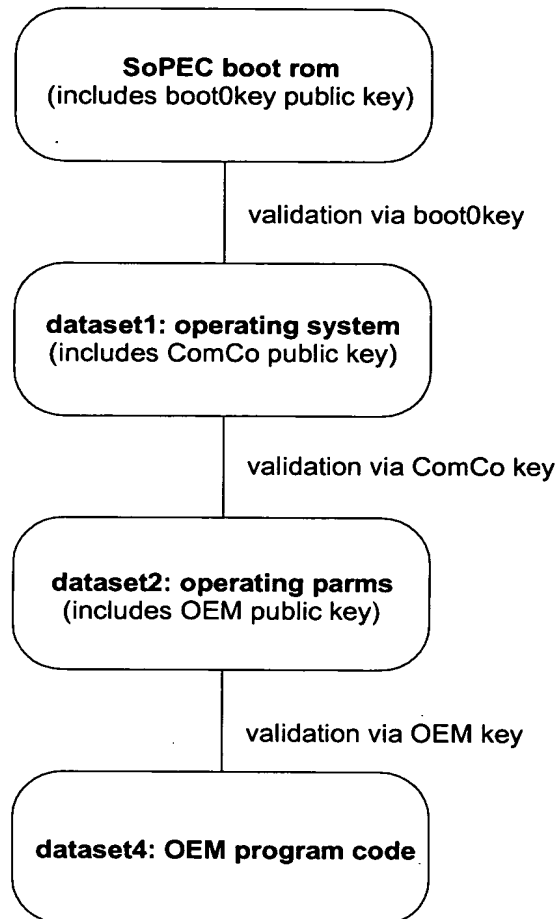 SoPEC boot rom
(includes boot0key public key)
validation via boot0key
dataset1: operating system
(includes ComCo public key)
validation via ComCo key
dataset2: operating parms
(includes OEM public key)
validation via OEM key
dataset4: OEM program code